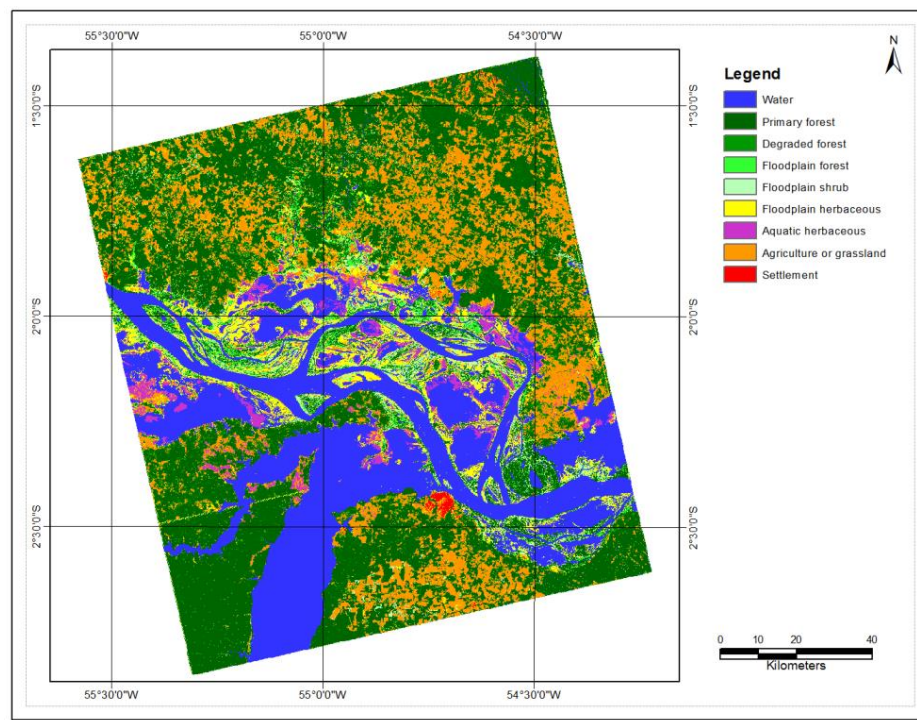 55°30'0"W
55°0'0"W
54°30'0"W
N
1°30'0"S
1°30'0"S
Legend
Water
Primary forest
Degraded forest
Floodplain forest
Floodplain shrub
Floodplain herbaceous
Aquatic herbaceous
Agriculture or grassland
Settlement
2°0'0"S
2°0'0"S
2°30'0"S
2°30'0"S
0 10 20 40
Kilometers
55°30'0"W
55°0'0"W
54°30'0"W